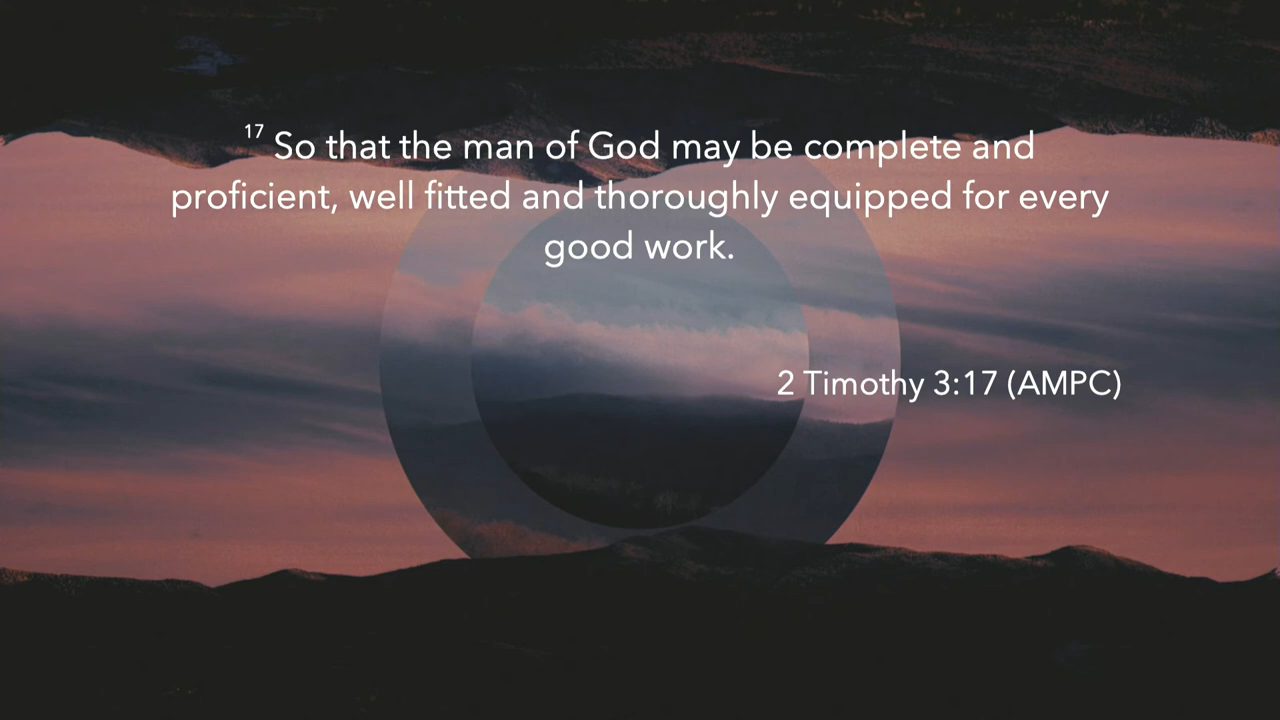 17 So that the man of God may be complete and
proficient, well fitted and thoroughly equipped for every
good work.
2 Timothy 3:17 (AMPC)